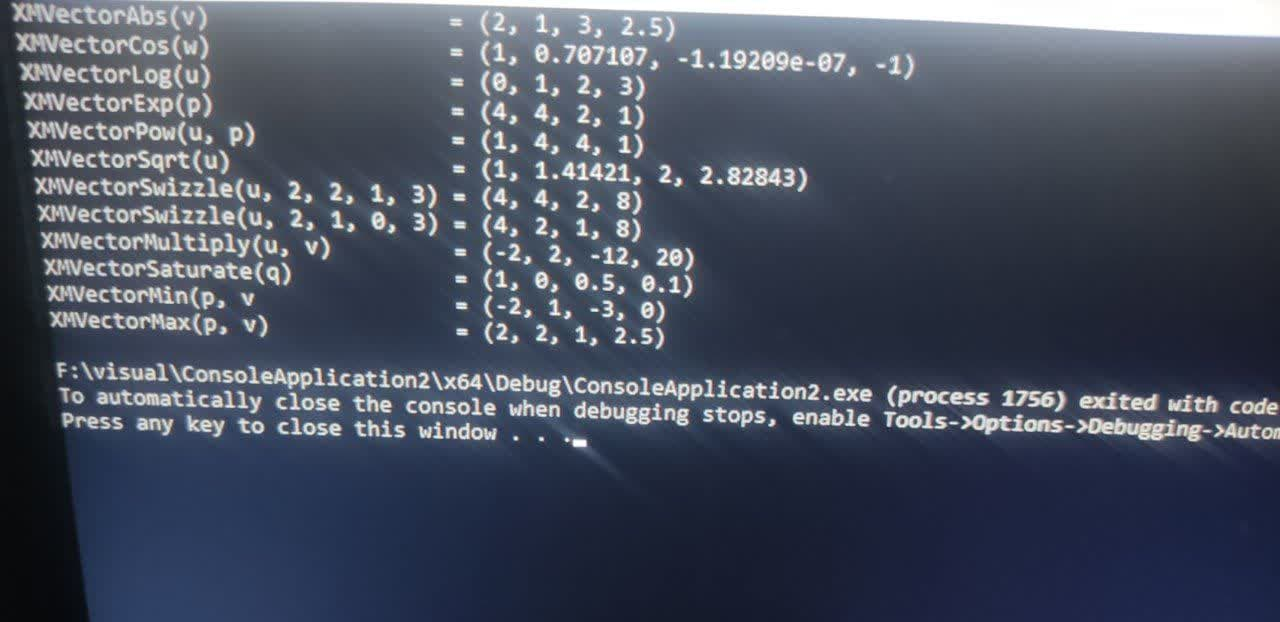 XMVectorAbs(v)                = (2, 1, 3, 2.5)
XMVectorCos(w)                = (1, 0.707107, -1.19209e-07, -1)
XMVectorLog(u)                = (0, 1, 2, 3)
XMVectorExp(p)                = (4, 4, 2, 1)
XMVectorPow(u, p)             = (1, 4, 4, 1)
XMVectorSqrt(u)               = (1, 1.41421, 2, 2.82843)
XMVectorSwizzle(u, 2, 2, 1, 3) = (4, 4, 2, 8)
XMVectorSwizzle(u, 2, 1, 0, 3) = (4, 2, 1, 8)
XMVectorMultiply(u, v)        = (-2, 2, -12, 20)
XMVectorSaturate(q)           = (1, 0, 0.5, 0.1)
XMVectorMin(p, v              = (-2, 1, -3, 0)
XMVectorMax(p, v)             = (2, 2, 1, 2.5)
F:\visual\ConsoleApplication2\x64\Debug\ConsoleApplication2.exe (process 1756) exited with code
To automatically close the console when debugging stops, enable Tools->Options->Debugging->Autom
Press any key to close this window . . .